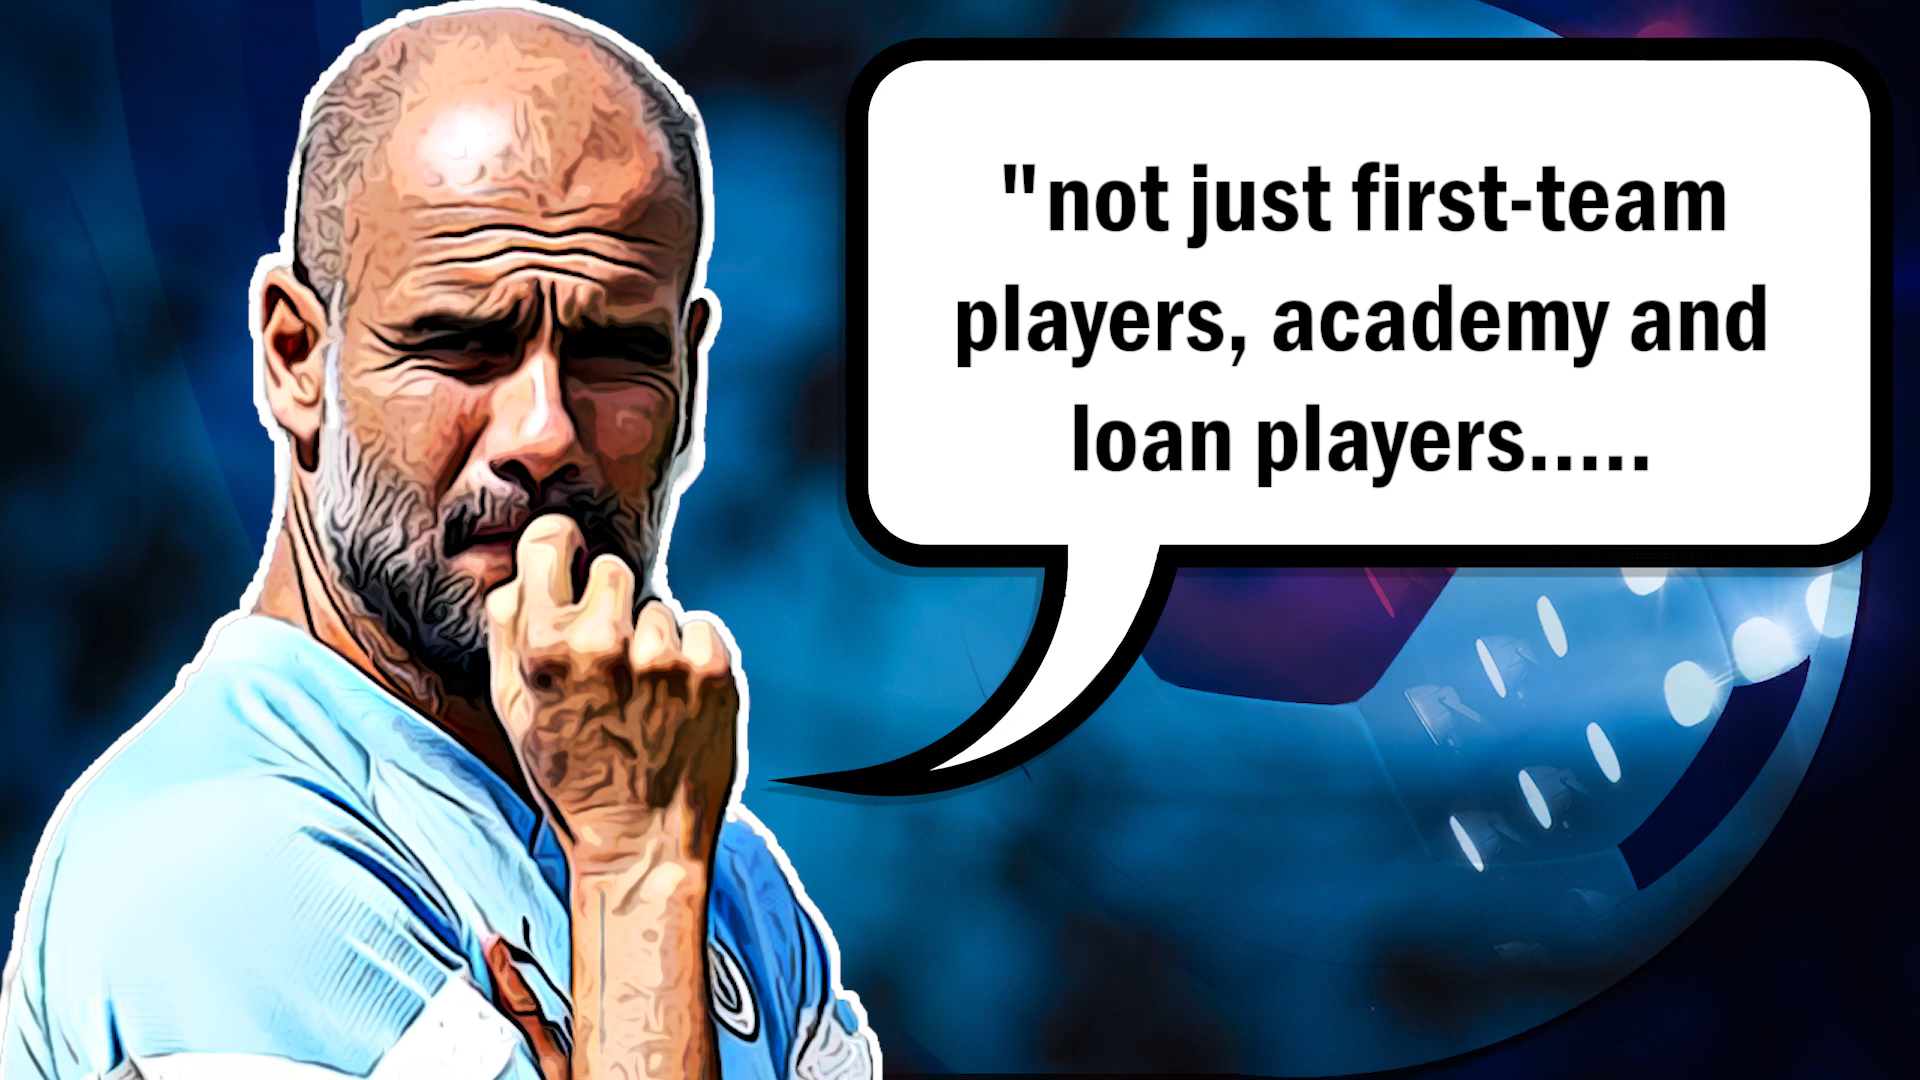 "not just first-team
players, academy and
loan players.....